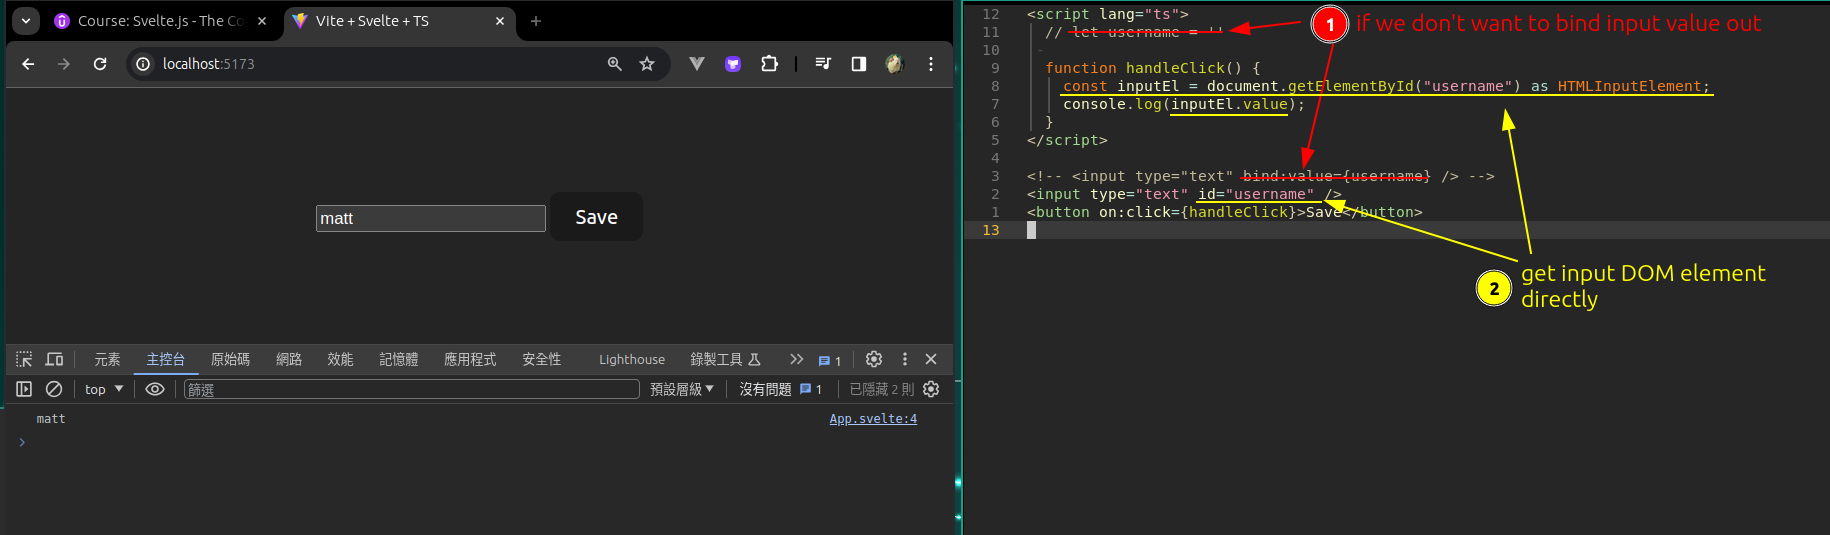 Course: Svelte.js - The Co
Vite + Svelte + TS
localhost:5173
matt
Save
元素 主控台 原始碼 網路 效能 記憶體 應用程式 安全性 Lighthouse 錄製工具 1
top 篩選 預設層級 沒有問題 1 已隱藏 2 則
matt App.svelte:4
12 <script lang="ts">
11 // let username = ''
10 -
9 function handleClick() {
8 const inputEl = document.getElementById("username") as HTMLInputElement;
7 console.log(inputEl.value);
6 }
5 </script>
4
3 <!-- <input type="text" bind:value={username} /> -->
2 <input type="text" id="username" />
1 <button on:click={handleClick}>Save</button>
13
1 if we don't want to bind input value out
2 get input DOM element
directly